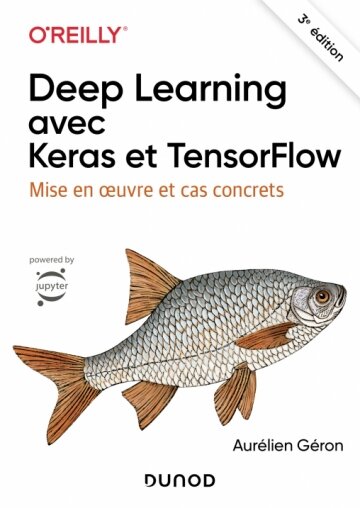 O'REILLY®
3e édition
Deep Learning
avec
Keras et TensorFlow
Mise en œuvre et cas concrets
powered by
jupyter
Aurélien Géron
DUNOD